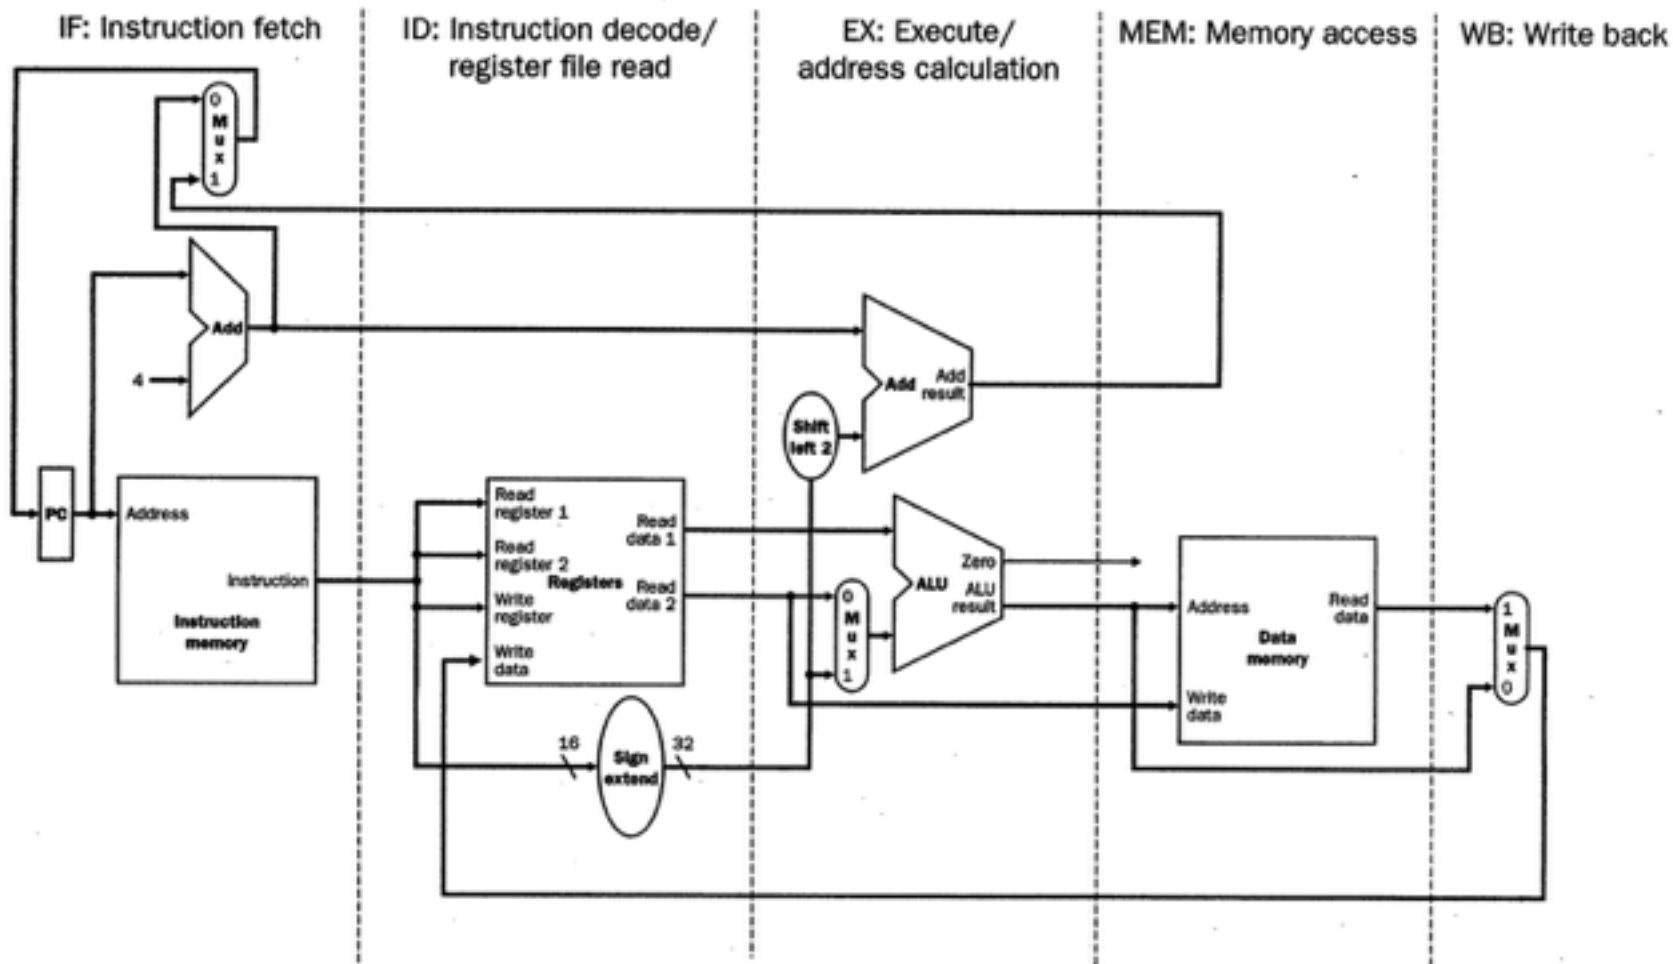 IF: Instruction fetch
ID: Instruction decode/
register file read
EX: Execute/
address calculation
MEM: Memory access
WB: Write back
0
M
u
x
1
Add
4
Add
Add
result
Shift
left 2
PC
Address
Instruction
Instruction
memory
Read
register 1
Read
register 2
Write
register
Write
data
Registers
Read
data 1
Read
data 2
16
Sign
extend
32
0
M
u
x
1
Zero
ALU
ALU
result
Address
Read
data
Data
memory
Write
data
1
M
u
x
0